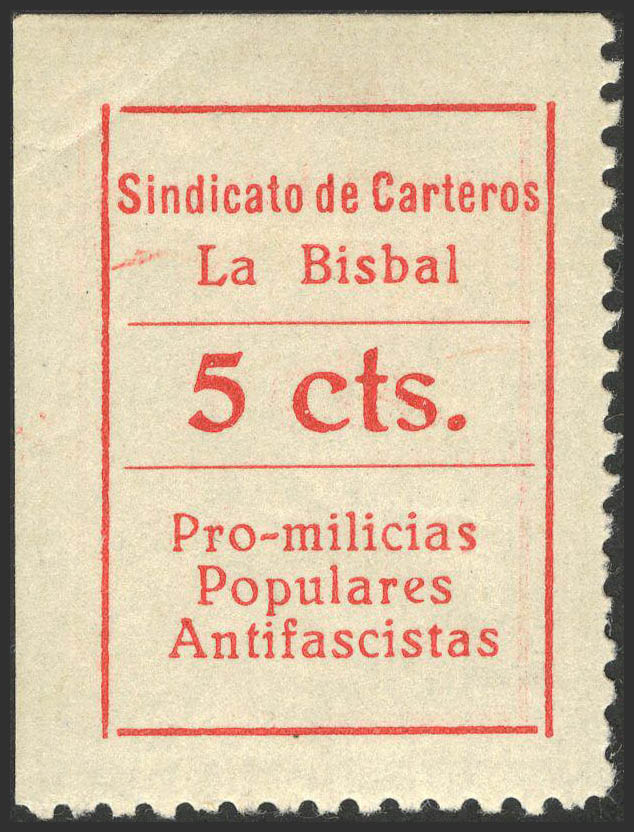 Sindicato de Carteros
La Bisbal
5 cts.
Pro-milicias
Populares
Antifascistas